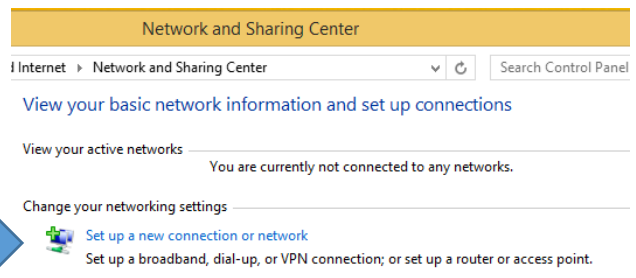 Network and Sharing Center
Internet Network and Sharing Center Search Control Panel
View your basic network information and set up connections
View your active networks
You are currently not connected to any networks.
Change your networking settings
Set up a new connection or network
Set up a broadband, dial-up, or VPN connection; or set up a router or access point.